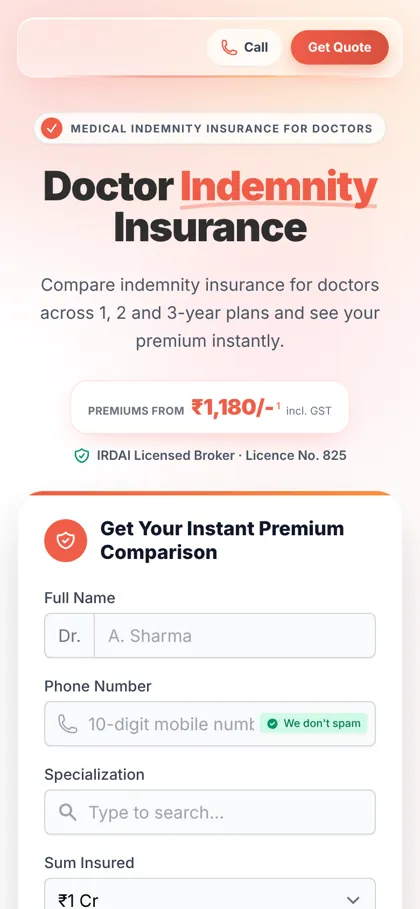 Call
Get Quote
MEDICAL INDEMNITY INSURANCE FOR DOCTORS
Doctor Indemnity
Insurance
Compare indemnity insurance for doctors
across 1, 2 and 3-year plans and see your
premium instantly.
PREMIUMS FROM ₹1,180/-¹ incl. GST
IRDAI Licensed Broker · Licence No. 825
Get Your Instant Premium
Comparison
Full Name
Dr. A. Sharma
Phone Number
10-digit mobile numb We don't spam
Specialization
Type to search...
Sum Insured
₹1 Cr